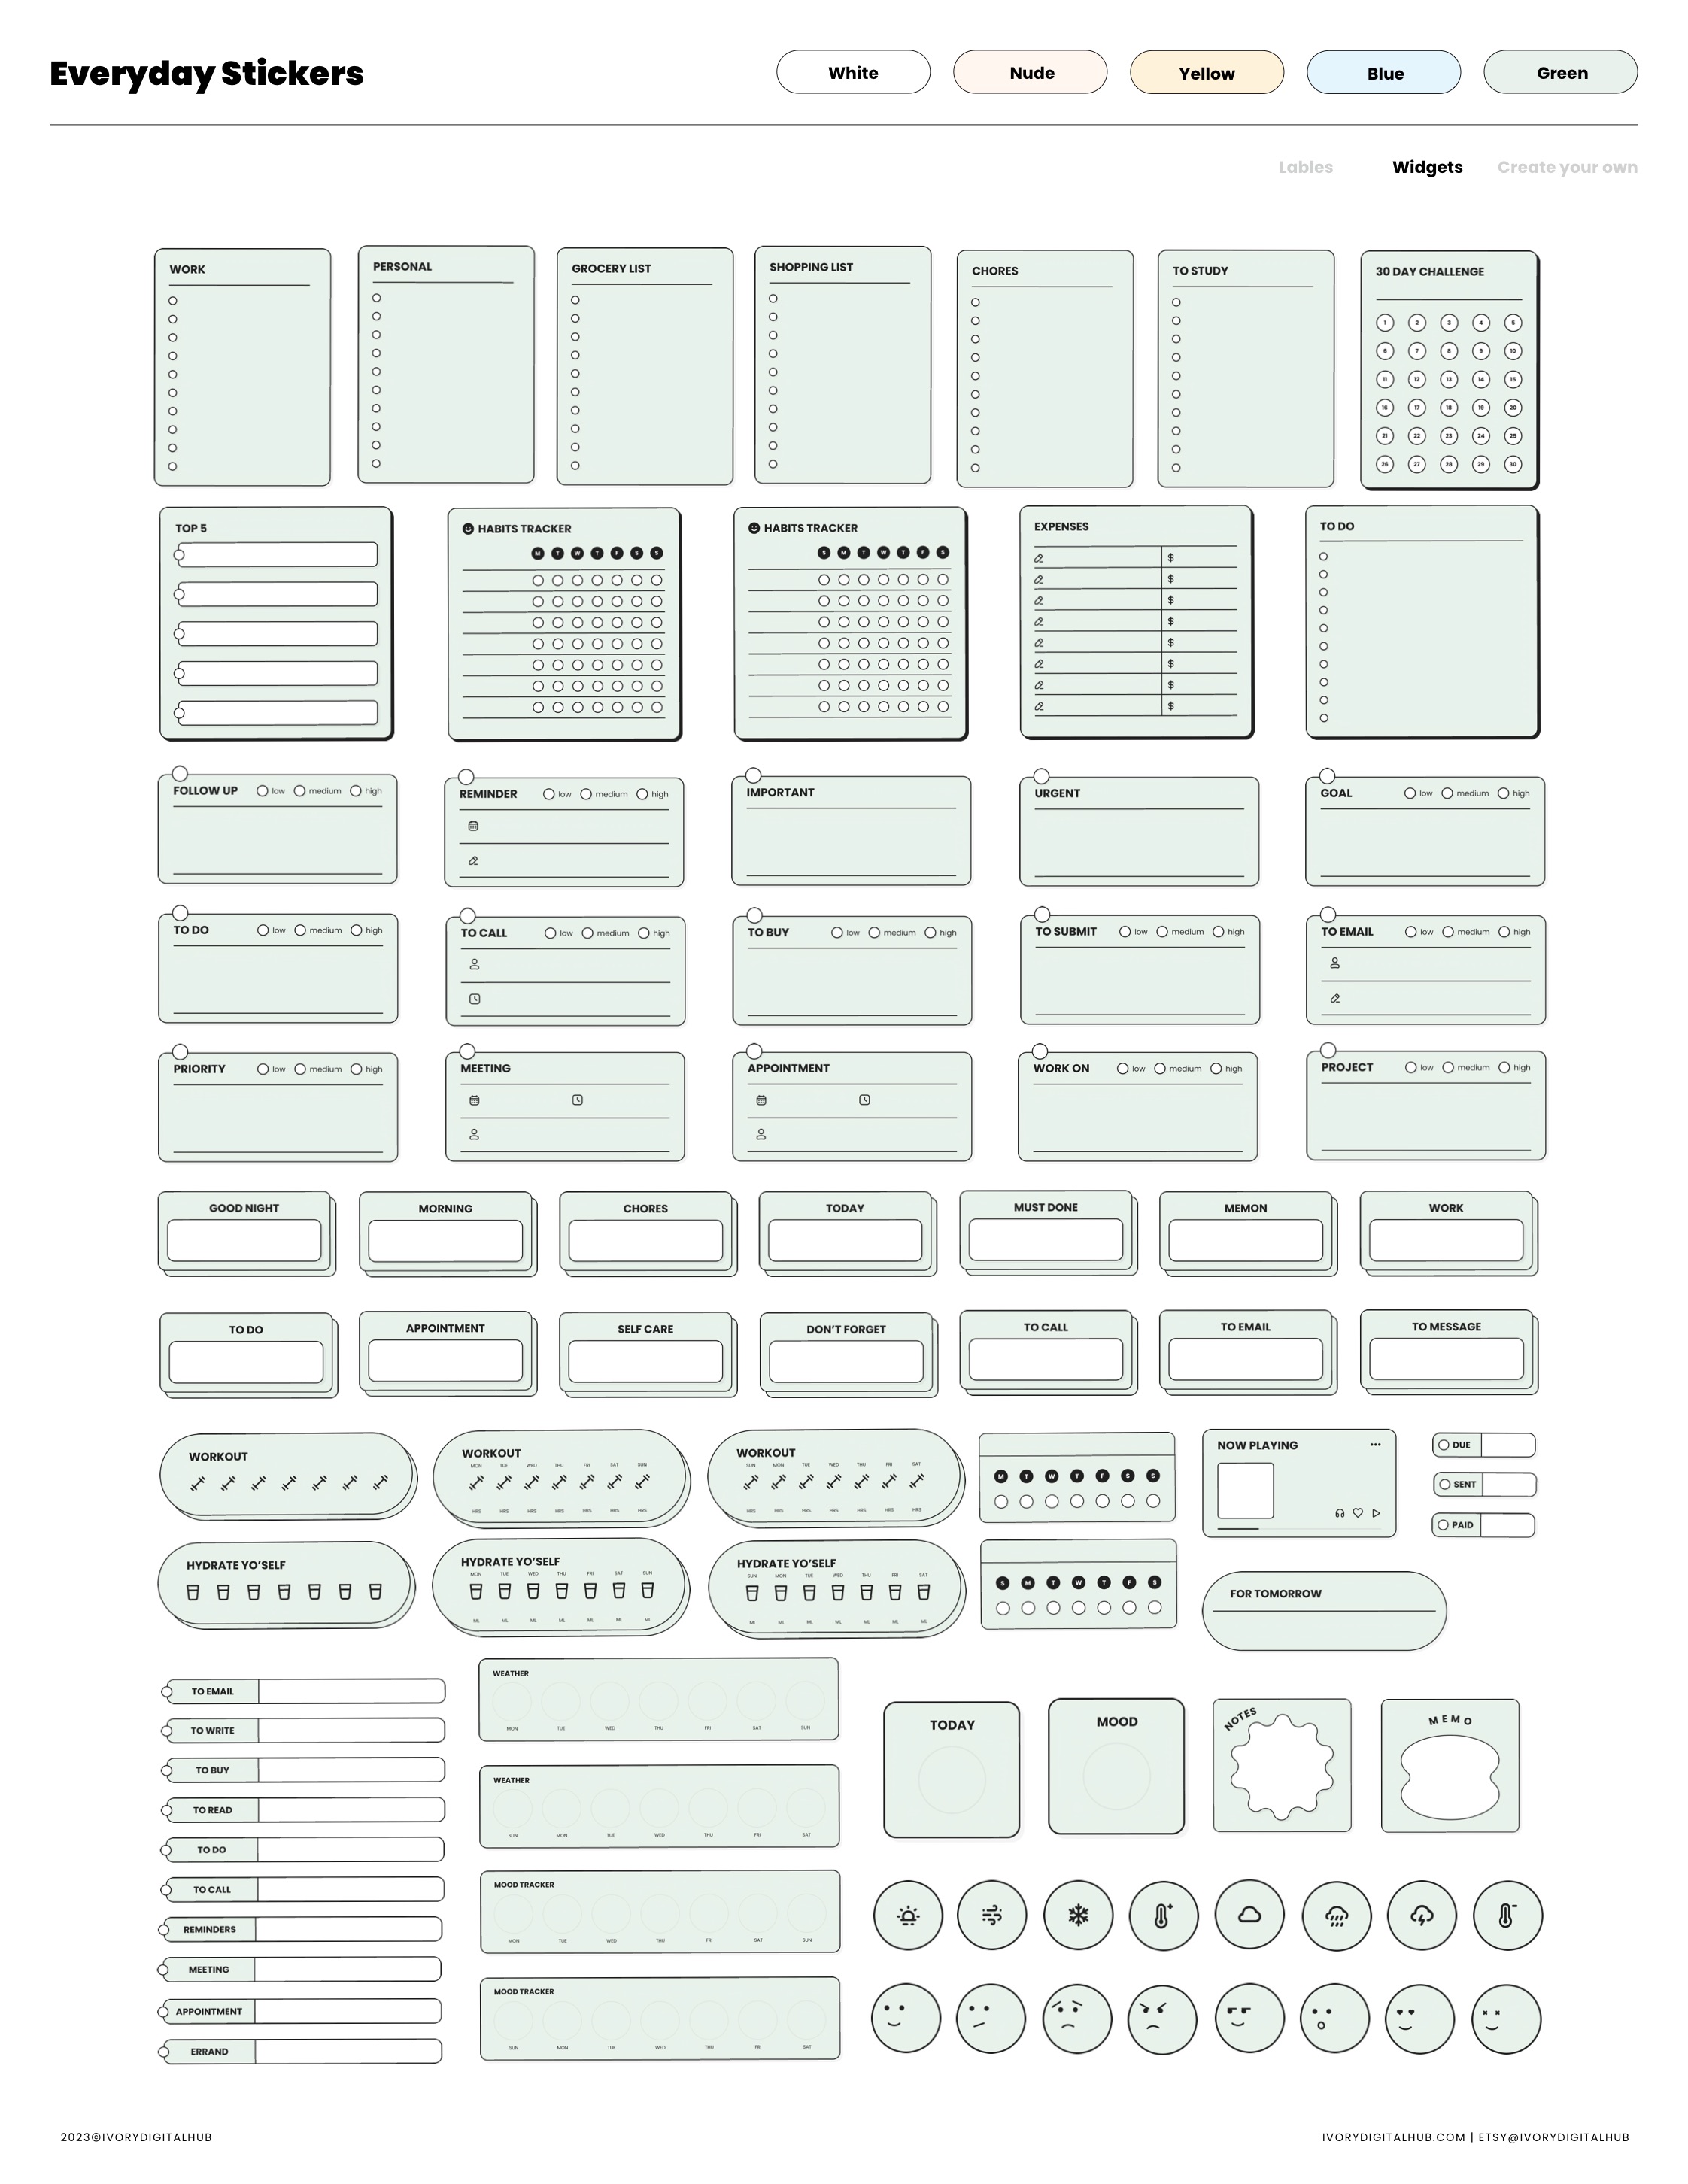 Everyday Stickers
White Nude Yellow Blue Green
Lables Widgets Create your own
WORK PERSONAL GROCERY LIST SHOPPING LIST CHORES TO STUDY 30 DAY CHALLENGE
1 2 3 4 5
6 7 8 9 10
11 12 13 14 15
16 17 18 19 20
21 22 23 24 25
26 27 28 29 30
TOP 5 HABITS TRACKER HABITS TRACKER EXPENSES TO DO
M T W T F S S S M T W T F S
$
$
$
$
$
$
$
$
FOLLOW UP low medium high REMINDER low medium high IMPORTANT URGENT GOAL low medium high
TO DO low medium high TO CALL low medium high TO BUY low medium high TO SUBMIT low medium high TO EMAIL low medium high
PRIORITY low medium high MEETING APPOINTMENT WORK ON low medium high PROJECT low medium high
GOOD NIGHT MORNING CHORES TODAY MUST DONE MEMON WORK
TO DO APPOINTMENT SELF CARE DON'T FORGET TO CALL TO EMAIL TO MESSAGE
WORKOUT
WORKOUT
MON TUE WED THU FRI SAT SUN
HRS HRS HRS HRS HRS HRS HRS
WORKOUT
SUN MON TUE WED THU FRI SAT
HRS HRS HRS HRS HRS HRS HRS
M T W T F S S
NOW PLAYING
DUE
SENT
PAID
HYDRATE YO'SELF
HYDRATE YO'SELF
MON TUE WED THU FRI SAT SUN
ML ML ML ML ML ML ML
HYDRATE YO'SELF
SUN MON TUE WED THU FRI SAT
ML ML ML ML ML ML ML
S M T W T F S
FOR TOMORROW
TO EMAIL
TO WRITE
TO BUY
TO READ
TO DO
TO CALL
REMINDERS
MEETING
APPOINTMENT
ERRAND
WEATHER
MON TUE WED THU FRI SAT SUN
WEATHER
SUN MON TUE WED THU FRI SAT
MOOD TRACKER
MON TUE WED THU FRI SAT SUN
MOOD TRACKER
SUN MON TUE WED THU FRI SAT
TODAY MOOD NOTES MEMO
2023©IVORYDIGITALHUB
IVORYDIGITALHUB.COM | ETSY@IVORYDIGITALHUB